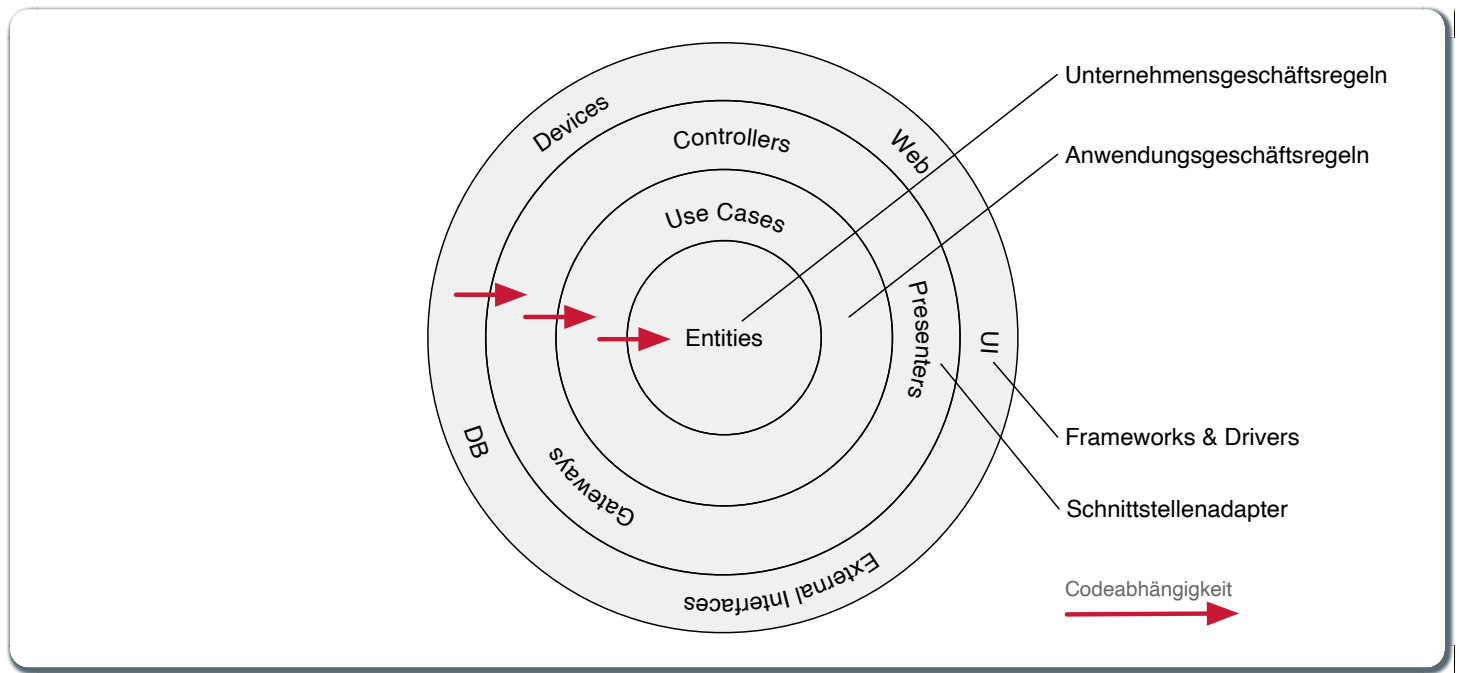 Unternehmensgeschäftsregeln
Devices
Web
Controllers
Anwendungsgeschäftsregeln
Use Cases
Presenters
Entities
UI
DB
Frameworks & Drivers
Gateways
Schnittstellenadapter
External Interfaces
Codeabhängigkeit